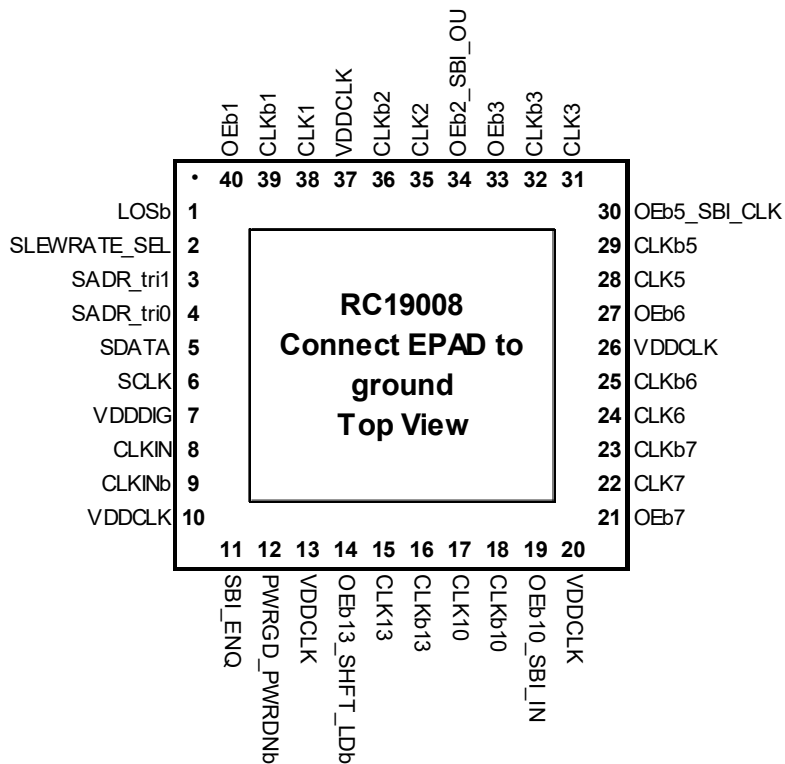 OEb1
CLKb1
CLK1
VDDCLK
CLKb2
CLK2
OEb2_SBI_OU
OEb3
CLKb3
CLK3
40 39 38 37 36 35 34 33 32 31
LOSb 1
SLEWRATE_SEL 2
SADR_tri1 3
SADR_tri0 4
SDATA 5
SCLK 6
VDDDIG 7
CLKIN 8
CLKINb 9
VDDCLK 10
RC19008
Connect EPAD to
ground
Top View
30 OEb5_SBI_CLK
29 CLKb5
28 CLK5
27 OEb6
26 VDDCLK
25 CLKb6
24 CLK6
23 CLKb7
22 CLK7
21 OEb7
11 12 13 14 15 16 17 18 19 20
SBI_ENQ
PWRGD_PWRDNb
VDDCLK
OEb13_SHFT_LDb
CLK13
CLKb13
CLK10
CLKb10
OEb10_SBI_IN
VDDCLK